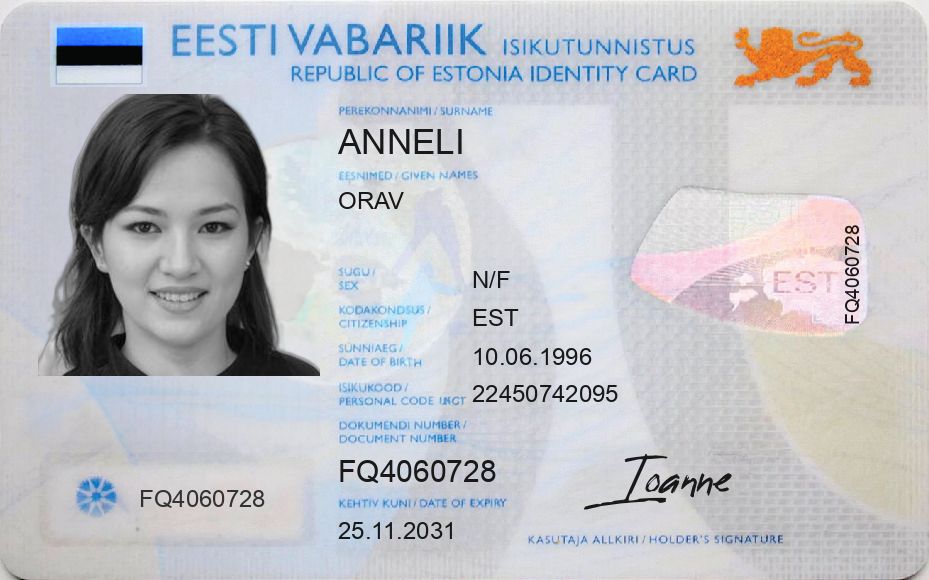 EESTI VABARIIK ISIKUTUNNISTUS
REPUBLIC OF ESTONIA IDENTITY CARD
PEREKONNANIMI / SURNAME
ANNELI
EESNIMED / GIVEN NAMES
ORAV
SUGU /
SEX
N/F
KODAKONDSUS /
CITIZENSHIP
EST
SÜNNIAEG /
DATE OF BIRTH
10.06.1996
ISIKUKOOD /
PERSONAL CODE
22450742095
DOKUMENDI NUMBER /
DOCUMENT NUMBER
FQ4060728
KEHTIV KUNI / DATE OF EXPIRY
25.11.2031
FQ4060728
EST
FQ4060728
Ioanne
KASUTAJA ALLKIRI / HOLDER'S SIGNATURE